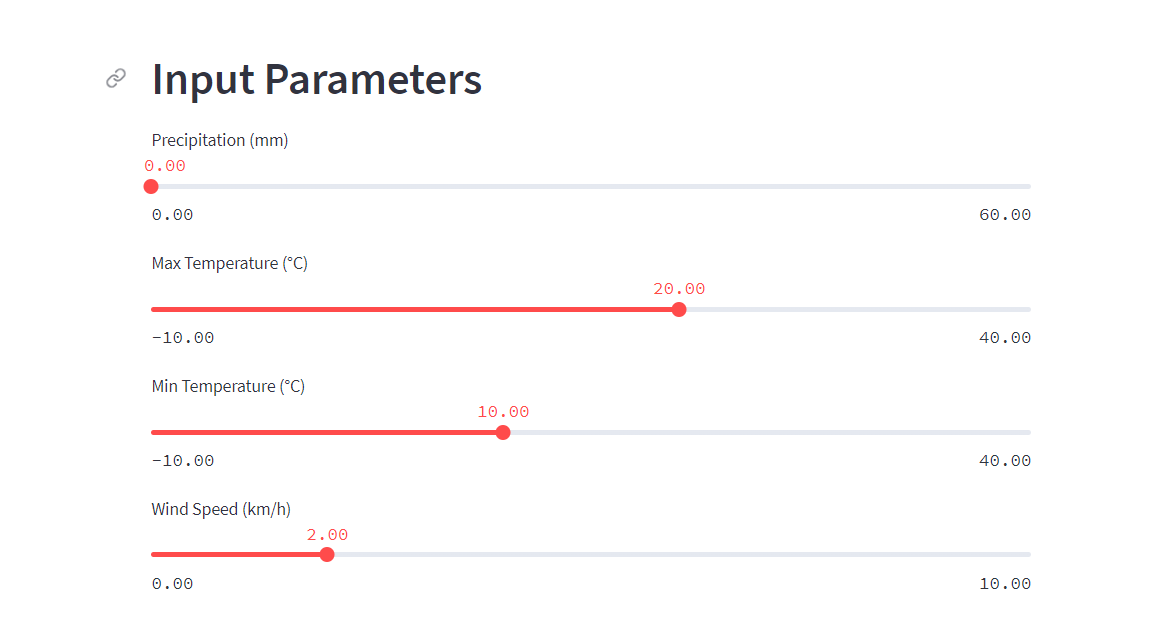 Input Parameters
Precipitation (mm)
0.00
0.00 60.00
Max Temperature (°C)
20.00
-10.00 40.00
Min Temperature (°C)
10.00
-10.00 40.00
Wind Speed (km/h)
2.00
0.00 10.00